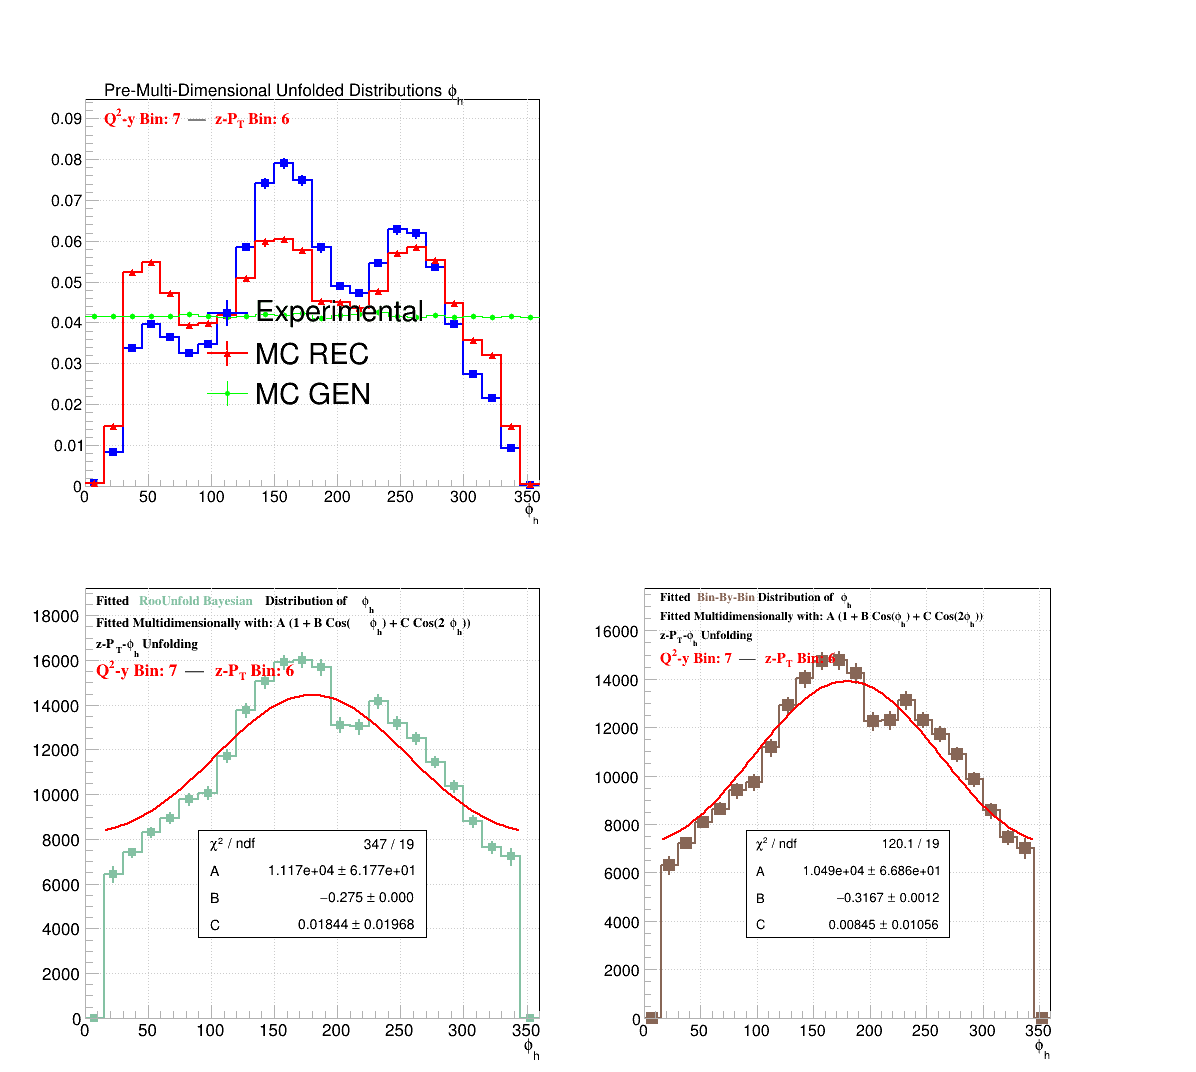 Pre-Multi-Dimensional Unfolded Distributions ϕh
Q²-y Bin: 7 — z-PT Bin: 6
0.09
0.08
0.07
0.06
0.05
0.04
0.03
0.02
0.01
0
Experimental
MC REC
MC GEN
0 50 100 150 200 250 300 350
ϕh
Fitted RooUnfold Bayesian Distribution of ϕh
Fitted Multidimensionally with: A (1 + B Cos( ϕh) + C Cos(2 ϕh))
z-PT-ϕh Unfolding
Q²-y Bin: 7 — z-PT Bin: 6
18000
16000
14000
12000
10000
8000
6000
4000
2000
0
χ² / ndf 347 / 19
A 1.117e+04 ± 6.177e+01
B −0.275 ± 0.000
C 0.01844 ± 0.01968
0 50 100 150 200 250 300 350
ϕh
Fitted Bin-By-Bin Distribution of ϕh
Fitted Multidimensionally with: A (1 + B Cos(ϕh) + C Cos(2ϕh))
z-PT-ϕh Unfolding
Q²-y Bin: 7 — z-PT Bin: 6
16000
14000
12000
10000
8000
6000
4000
2000
0
χ² / ndf 120.1 / 19
A 1.049e+04 ± 6.686e+01
B −0.3167 ± 0.0012
C 0.00845 ± 0.01056
0 50 100 150 200 250 300 350
ϕh